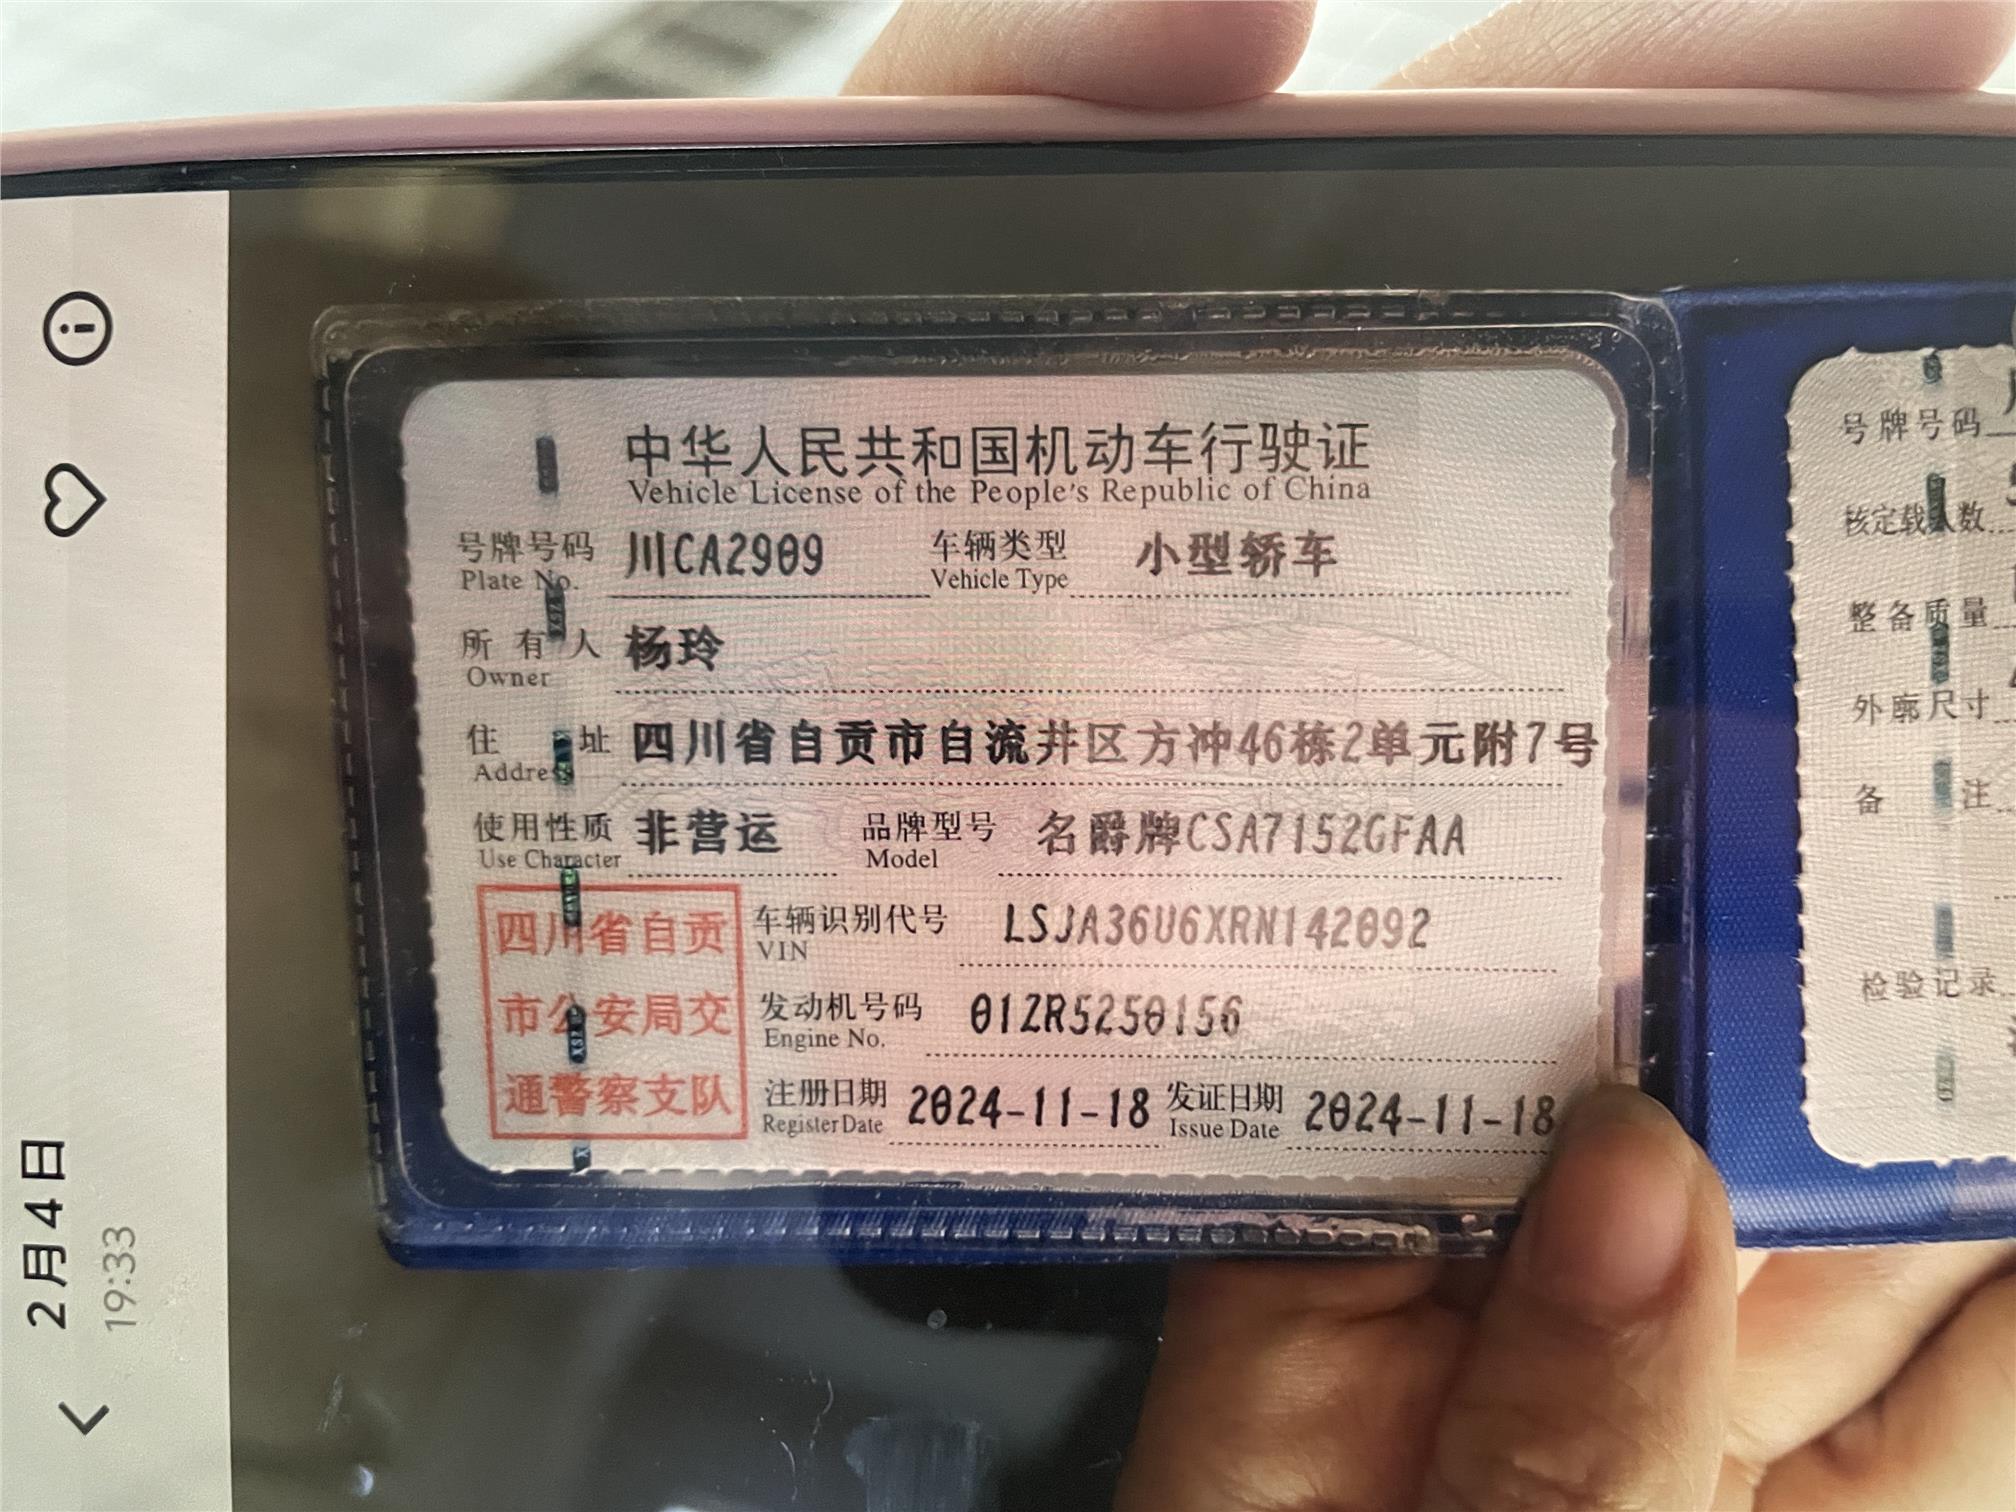 中华人民共和国机动车行驶证
Vehicle License of the People's Republic of China
号牌号码 川CA2909 车辆类型 小型轿车
Plate No. Vehicle Type
所有人 杨玲
Owner
住址 四川省自贡市自流井区方冲46栋2单元附7号
Address
使用性质 非营运 品牌型号 名爵牌CSA7152GFAA
Use Character Model
四川省自贡
市公安局交
通警察支队
车辆识别代号 LSJA36U6XRN142092
VIN
发动机号码 01ZR5250156
Engine No.
注册日期 2024-11-18 发证日期 2024-11-18
Register Date Issue Date
号牌号码
核定载人数
整备质量
外廓尺寸
备注
检验记录
2月4日
19:33